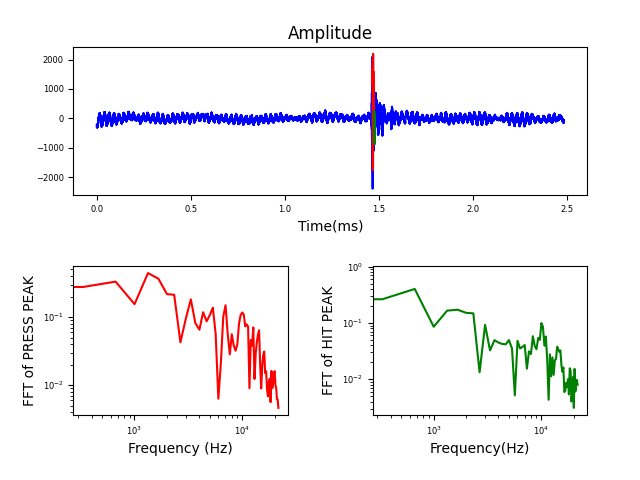 Amplitude
2000
1000
0
−1000
−2000
0.0 0.5 1.0 1.5 2.0 2.5
Time(ms)
FFT of PRESS PEAK
10⁻¹
10⁻²
10³ 10⁴
Frequency (Hz)
FFT of HIT PEAK
10⁰
10⁻¹
10⁻²
10³ 10⁴
Frequency(Hz)